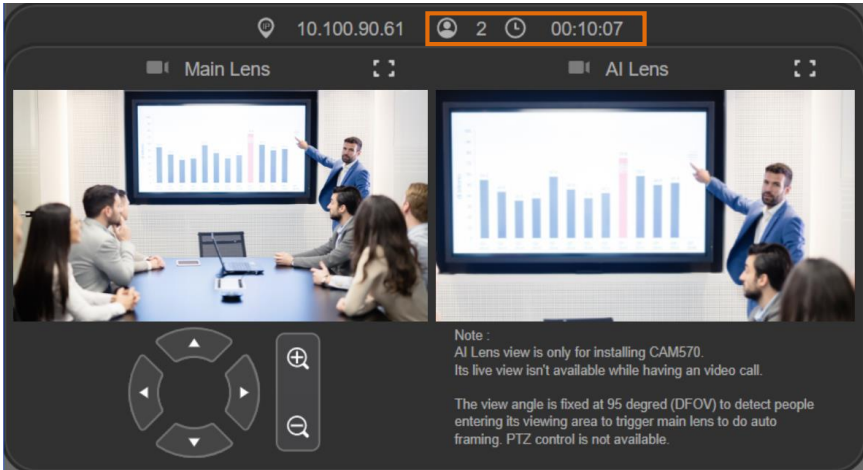 IP 10.100.90.61 2 00:10:07
Main Lens
AI Lens
Note :
AI Lens view is only for installing CAM570.
Its live view isn't available while having an video call.
The view angle is fixed at 95 degred (DFOV) to detect people
entering its viewing area to trigger main lens to do auto
framing. PTZ control is not available.